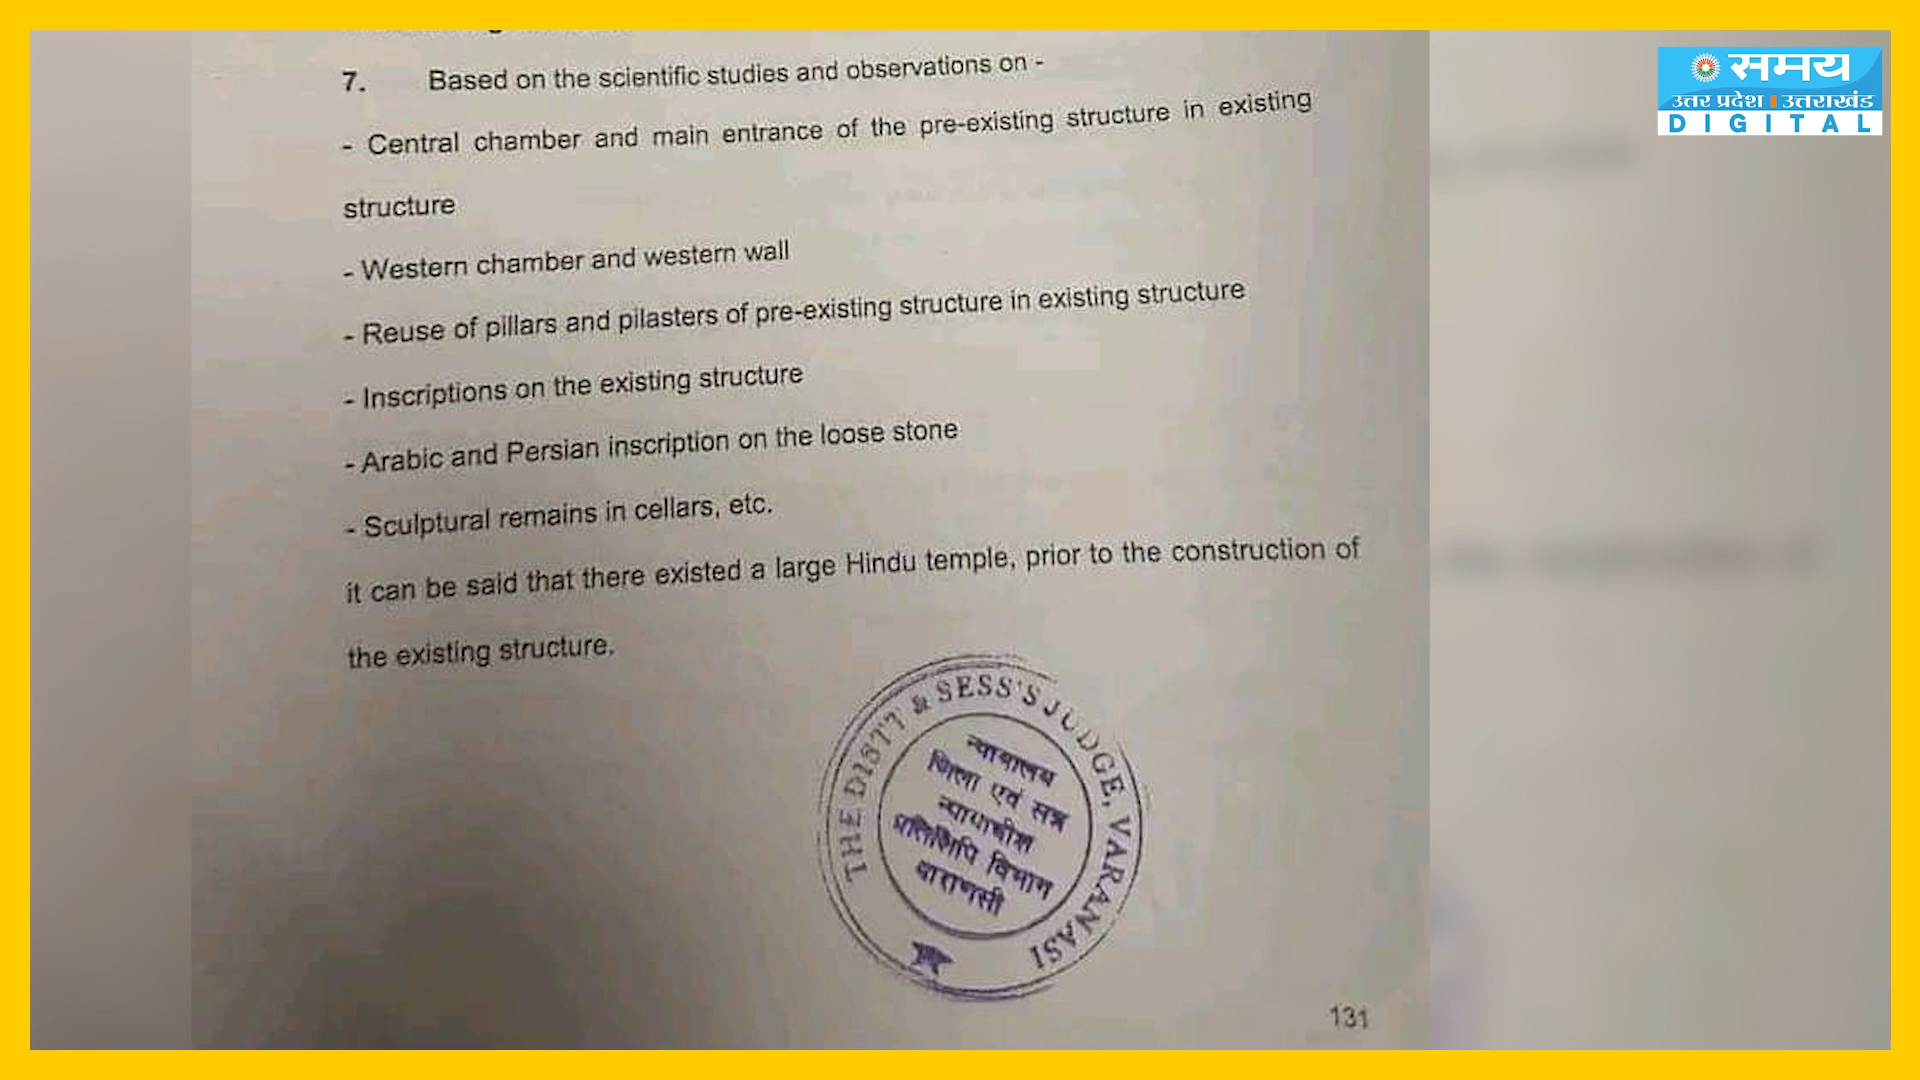 समय
उत्तर प्रदेश | उत्तराखंड
DIGITAL
7. Based on the scientific studies and observations on -
- Central chamber and main entrance of the pre-existing structure in existing
structure
- Western chamber and western wall
- Reuse of pillars and pilasters of pre-existing structure in existing structure
- Inscriptions on the existing structure
- Arabic and Persian inscription on the loose stone
- Sculptural remains in cellars, etc.
it can be said that there existed a large Hindu temple, prior to the construction of
the existing structure.
THE DISTT & SESS'S JUDGE, VARANASI
न्यायालय
जिला एवं सत्र
न्यायाधीश
प्रतिलिपि विभाग
वाराणसी
131